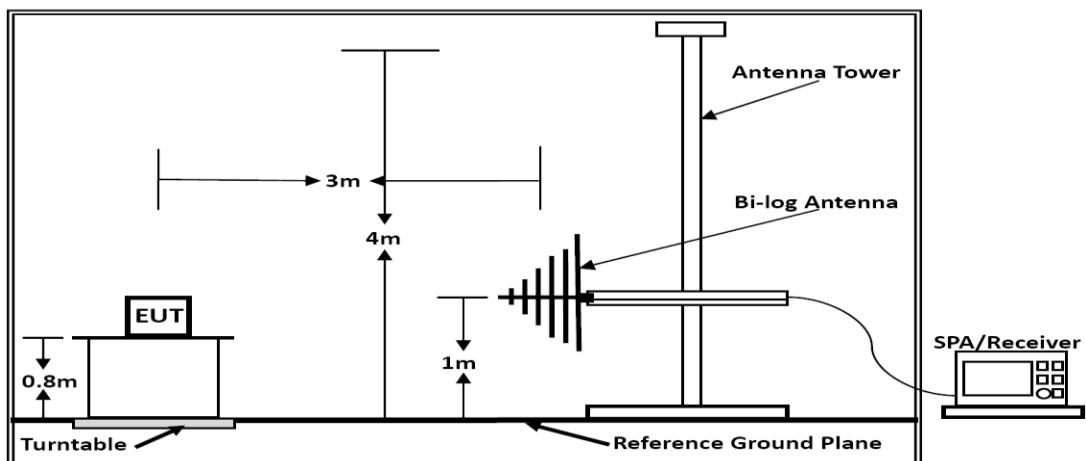 Antenna Tower
3m
Bi-log Antenna
4m
EUT
SPA/Receiver
1m
0.8m
Turntable
Reference Ground Plane